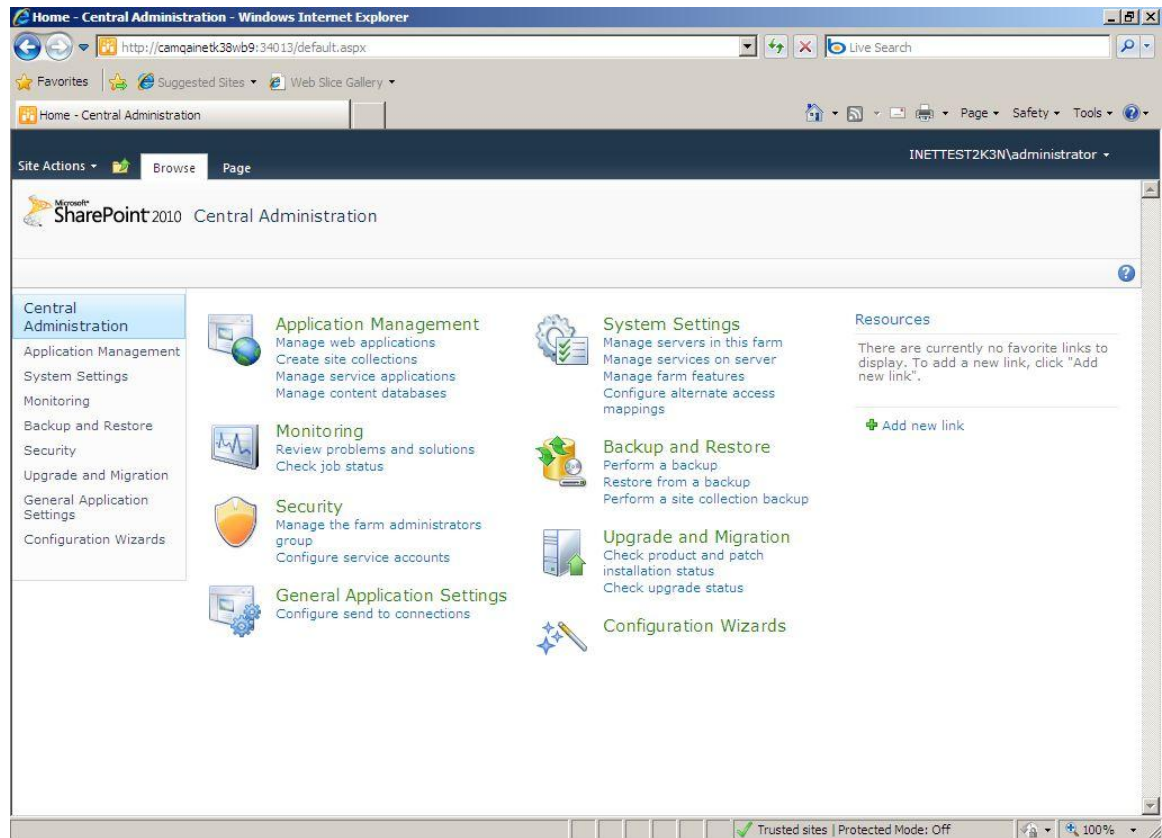 Home - Central Administration - Windows Internet Explorer
http://camqainetk38wb9:34013/default.aspx
Live Search
Favorites
Suggested Sites
Web Slice Gallery
Home - Central Administration
Page
Safety
Tools
INETTEST2K3N\administrator
Site Actions
Browse
Page
Microsoft
SharePoint 2010 Central Administration
Central
Administration
Application Management
System Settings
Monitoring
Backup and Restore
Security
Upgrade and Migration
General Application
Settings
Configuration Wizards
Application Management
Manage web applications
Create site collections
Manage service applications
Manage content databases
Monitoring
Review problems and solutions
Check job status
Security
Manage the farm administrators
group
Configure service accounts
General Application Settings
Configure send to connections
System Settings
Manage servers in this farm
Manage services on server
Manage farm features
Configure alternate access
mappings
Backup and Restore
Perform a backup
Restore from a backup
Perform a site collection backup
Upgrade and Migration
Check product and patch
installation status
Check upgrade status
Configuration Wizards
Resources
There are currently no favorite links to
display. To add a new link, click "Add
new link".
Add new link
Trusted sites | Protected Mode: Off
100%